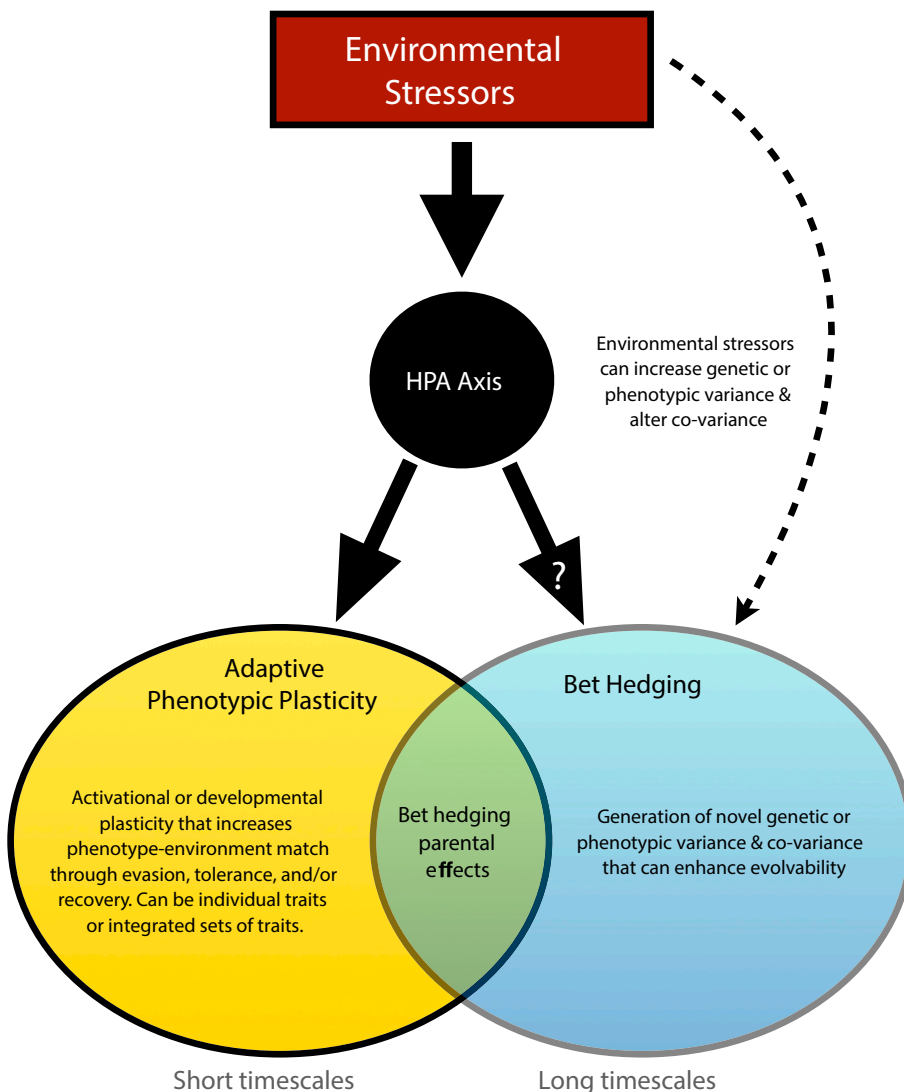 Environmental
Stressors
HPA Axis
Environmental stressors
can increase genetic or
phenotypic variance &
alter co-variance
?
Adaptive
Phenotypic Plasticity
Bet Hedging
Activational or developmental
plasticity that increases
phenotype-environment match
through evasion, tolerance, and/or
recovery. Can be individual traits
or integrated sets of traits.
Bet hedging
parental
effects
Generation of novel genetic or
phenotypic variance & co-variance
that can enhance evolvability
Short timescales
Long timescales